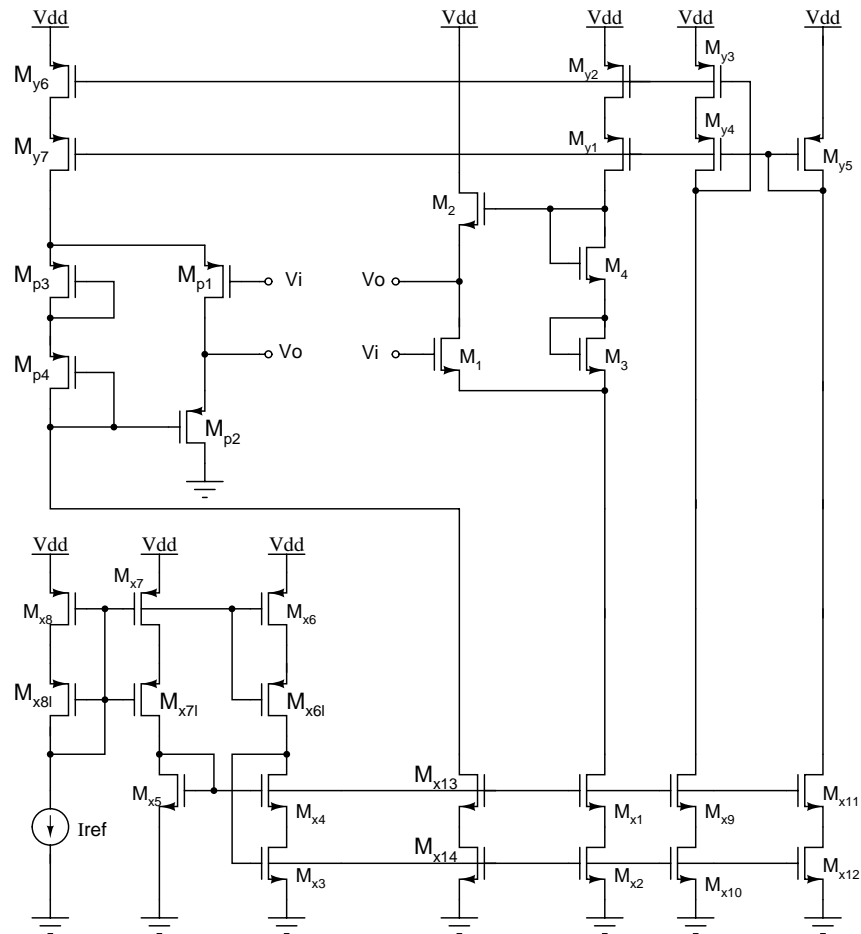 Vdd Vdd Vdd Vdd Vdd
My6 My2 My3
My7 My1 My4 My5
M2
Mp3 Mp1 Vi Vo M4
Mp4 Vo Vi M1 M3
Mp2
Vdd Vdd Vdd
Mx7
Mx8 Mx6
Mx8l Mx7l Mx6l
Mx5 Mx4 Mx13 Mx1 Mx9 Mx11
Iref
Mx3 Mx14 Mx2 Mx10 Mx12